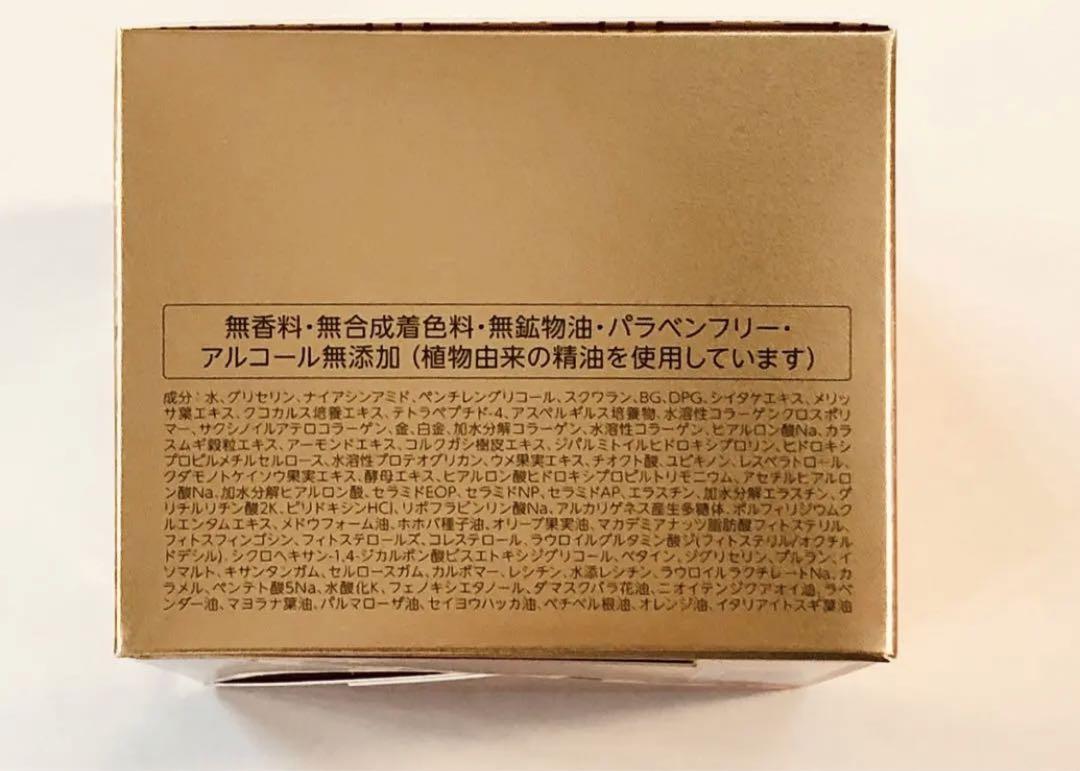 無香料・無合成着色料・無鉱物油・パラベンフリー・
アルコール無添加（植物由来の精油を使用しています）
成分：水、グリセリン、ナイアシンアミド、ペンチレングリコール、スクワラン、BG、DPG、シイタケエキス、メリッ
サ葉エキス、クコカルス培養エキス、テトラペプチド-4、アスペルギルス培養物、水溶性コラーゲンクロスポリ
マー、サクシノイルアテロコラーゲン、金、白金、加水分解コラーゲン、水溶性コラーゲン、ヒアルロン酸Na、カラ
スムギ穀粒エキス、アーモンドエキス、コルクガシ樹皮エキス、ジパルミトイルヒドロキシプロリン、ヒドロキシ
プロピルメチルセルロース、水溶性プロテオグリカン、ウメ果実エキス、チオクト酸、ユビキノン、レスベラトロール、
クダモノトケイソウ果実エキス、酵母エキス、ヒアルロン酸ヒドロキシプロピルトリモニウム、アセチルヒアルロ
ン酸Na、加水分解ヒアルロン酸、セラミドEOP、セラミドNP、セラミドAP、エラスチン、加水分解エラスチン、グ
リチルリチン酸2K、ピリドキシンHCl、リボフラビンリン酸Na、アルカリゲネス産生多糖体、ポルフィリジウムク
ルエンタムエキス、メドウフォーム油、ホホバ種子油、オリーブ果実油、マカデミアナッツ脂肪酸フィトステリル、
フィトスフィンゴシン、フィトステロールズ、コレステロール、ラウロイルグルタミン酸ジ(フィトステリル/オクチル
ドデシル)、シクロヘキサン-1,4-ジカルボン酸ビスエトキシジグリコール、ベタイン、ジグリセリン、プルラン、イ
ソマルト、キサンタンガム、セルロースガム、カルボマー、レシチン、水添レシチン、ラウロイルラクチレートNa、カ
ラメル、ペンテト酸5Na、水酸化K、フェノキシエタノール、ダマスクバラ花油、ニオイテンジクアオイ油、ラベ
ンダー油、マヨラナ葉油、パルマローザ油、セイヨウハッカ油、ベチベル根油、オレンジ油、イタリアイトスギ葉油